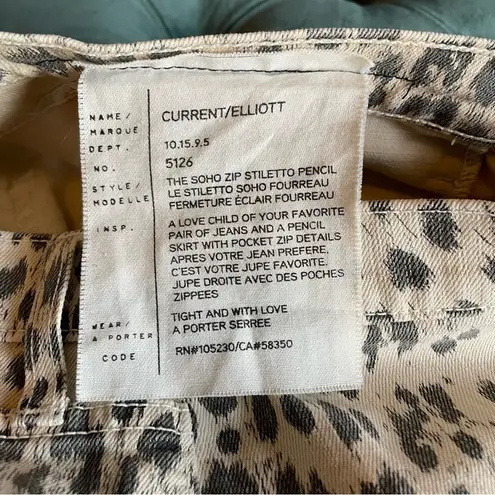 NAME/ CURRENT/ELLIOTT
MARQUE
DEPT. 10.15.9.5
NO. 5126
STYLE/ THE SOHO ZIP STILETTO PENCIL
MODELLE LE STILETTO SOHO FOURREAU
FERMETURE ÉCLAIR FOURREAU
INSP. A LOVE CHILD OF YOUR FAVORITE
PAIR OF JEANS AND A PENCIL
SKIRT WITH POCKET ZIP DETAILS
APRES VOTRE JEAN PREFERE,
C'EST VOTRE JUPE FAVORITE.
JUPE DROITE AVEC DES POCHES
ZIPPEES
WEAR/ TIGHT AND WITH LOVE
A PORTER A PORTER SERREE
CODE RN#105230/CA#58350